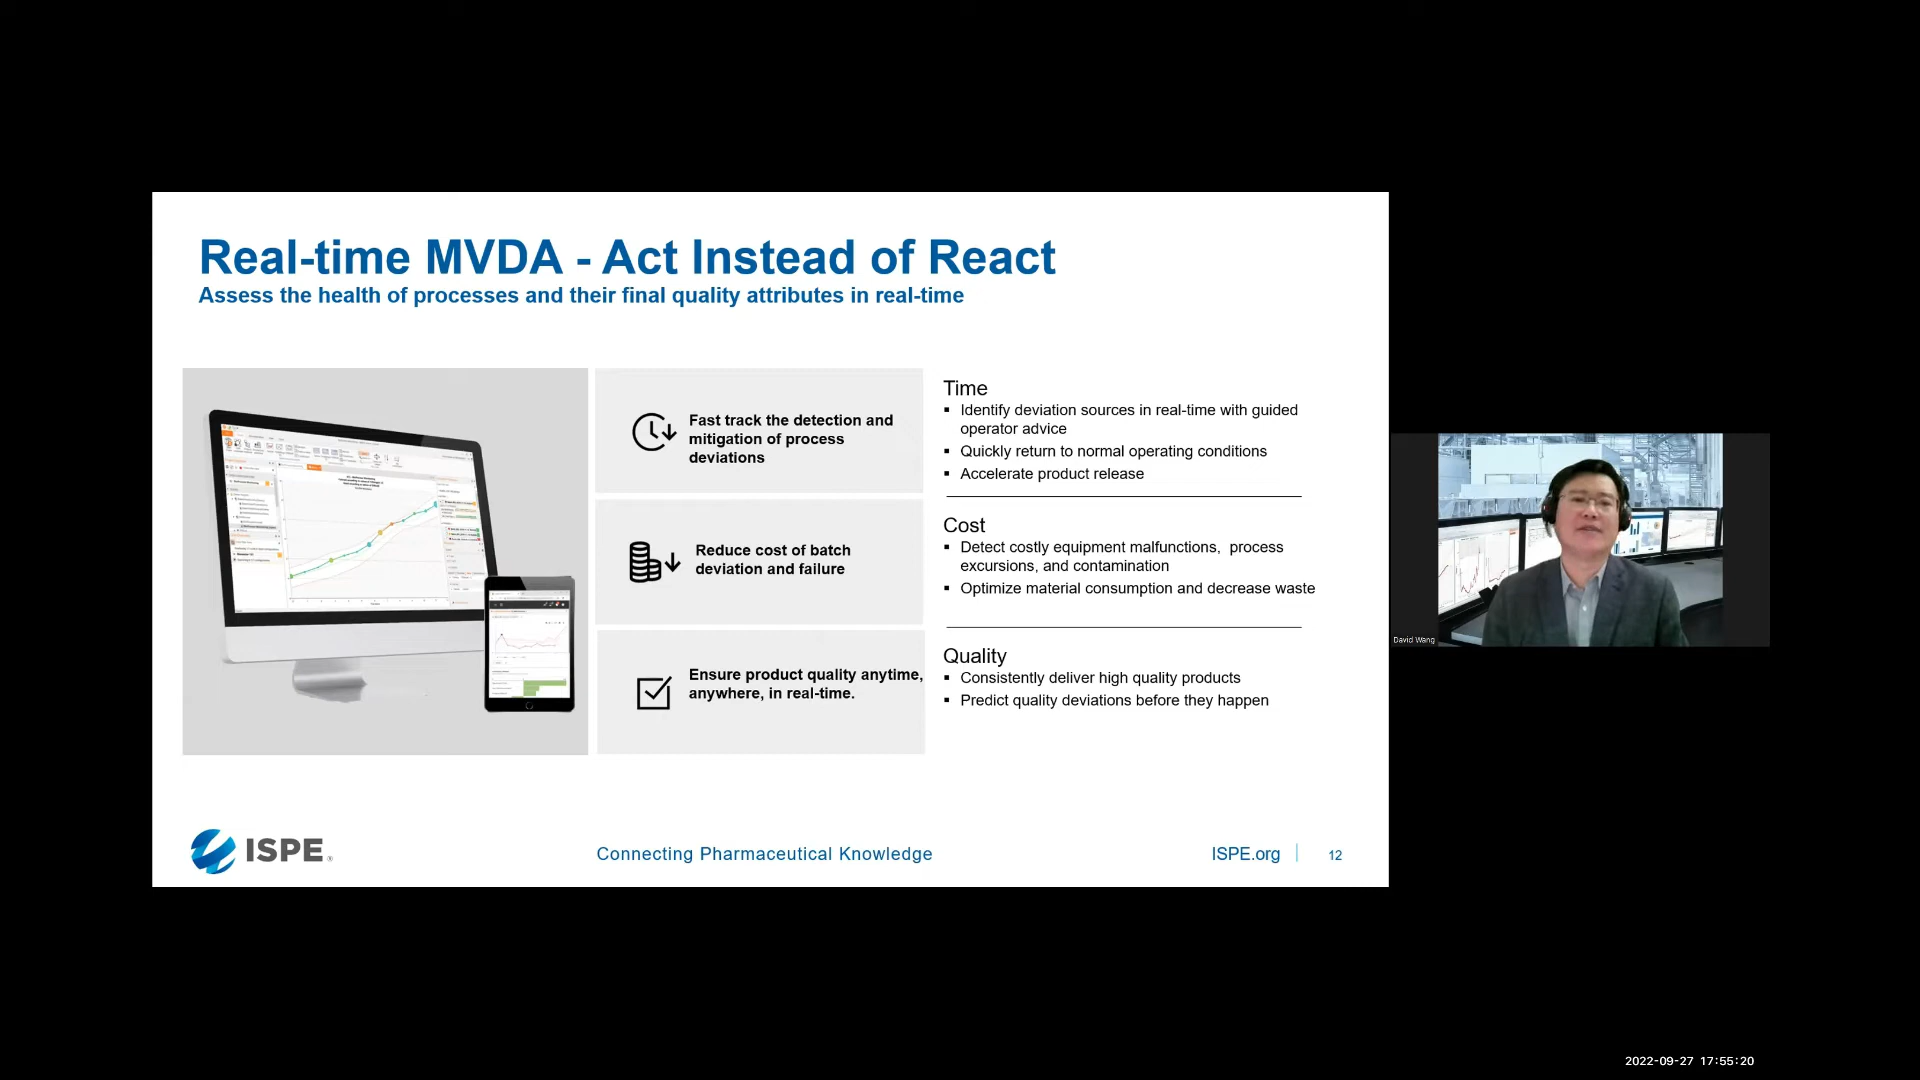 Real-time MVDA - Act Instead of React
Assess the health of processes and their final quality attributes in real-time
Fast track the detection and
mitigation of process
deviations
Reduce cost of batch
deviation and failure
Ensure product quality anytime,
anywhere, in real-time.
Time
▪ Identify deviation sources in real-time with guided
operator advice
▪ Quickly return to normal operating conditions
▪ Accelerate product release
Cost
▪ Detect costly equipment malfunctions, process
excursions, and contamination
▪ Optimize material consumption and decrease waste
Quality
▪ Consistently deliver high quality products
▪ Predict quality deviations before they happen
David Wang
ISPE®
Connecting Pharmaceutical Knowledge
ISPE.org
12
2022-09-27 17:55:20